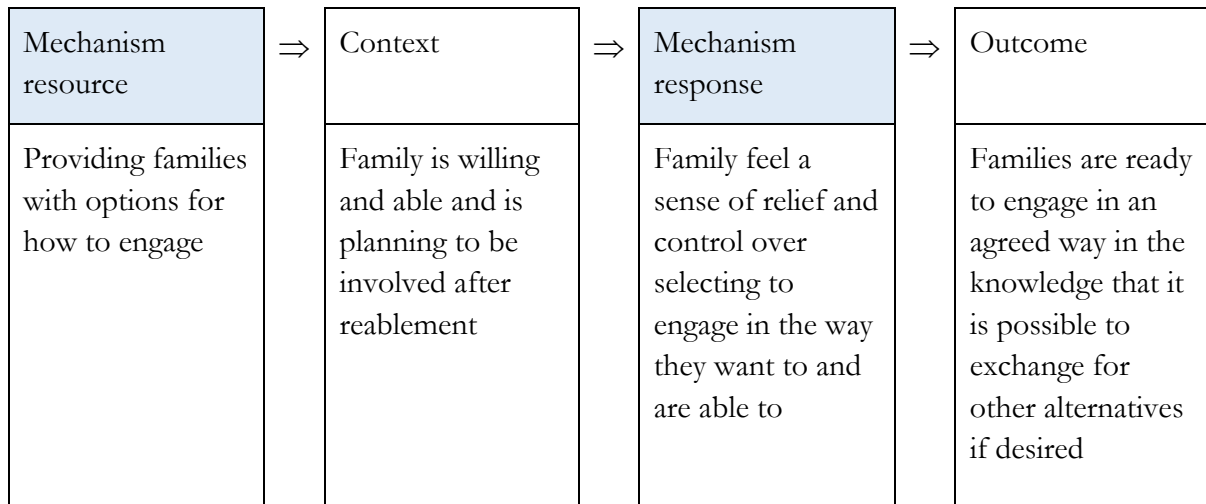 Mechanism
resource
⇒
Context
⇒
Mechanism
response
⇒
Outcome
Providing families
with options for
how to engage
Family is willing
and able and is
planning to be
involved after
reablement
Family feel a
sense of relief and
control over
selecting to
engage in the way
they want to and
are able to
Families are ready
to engage in an
agreed way in the
knowledge that it
is possible to
exchange for
other alternatives
if desired